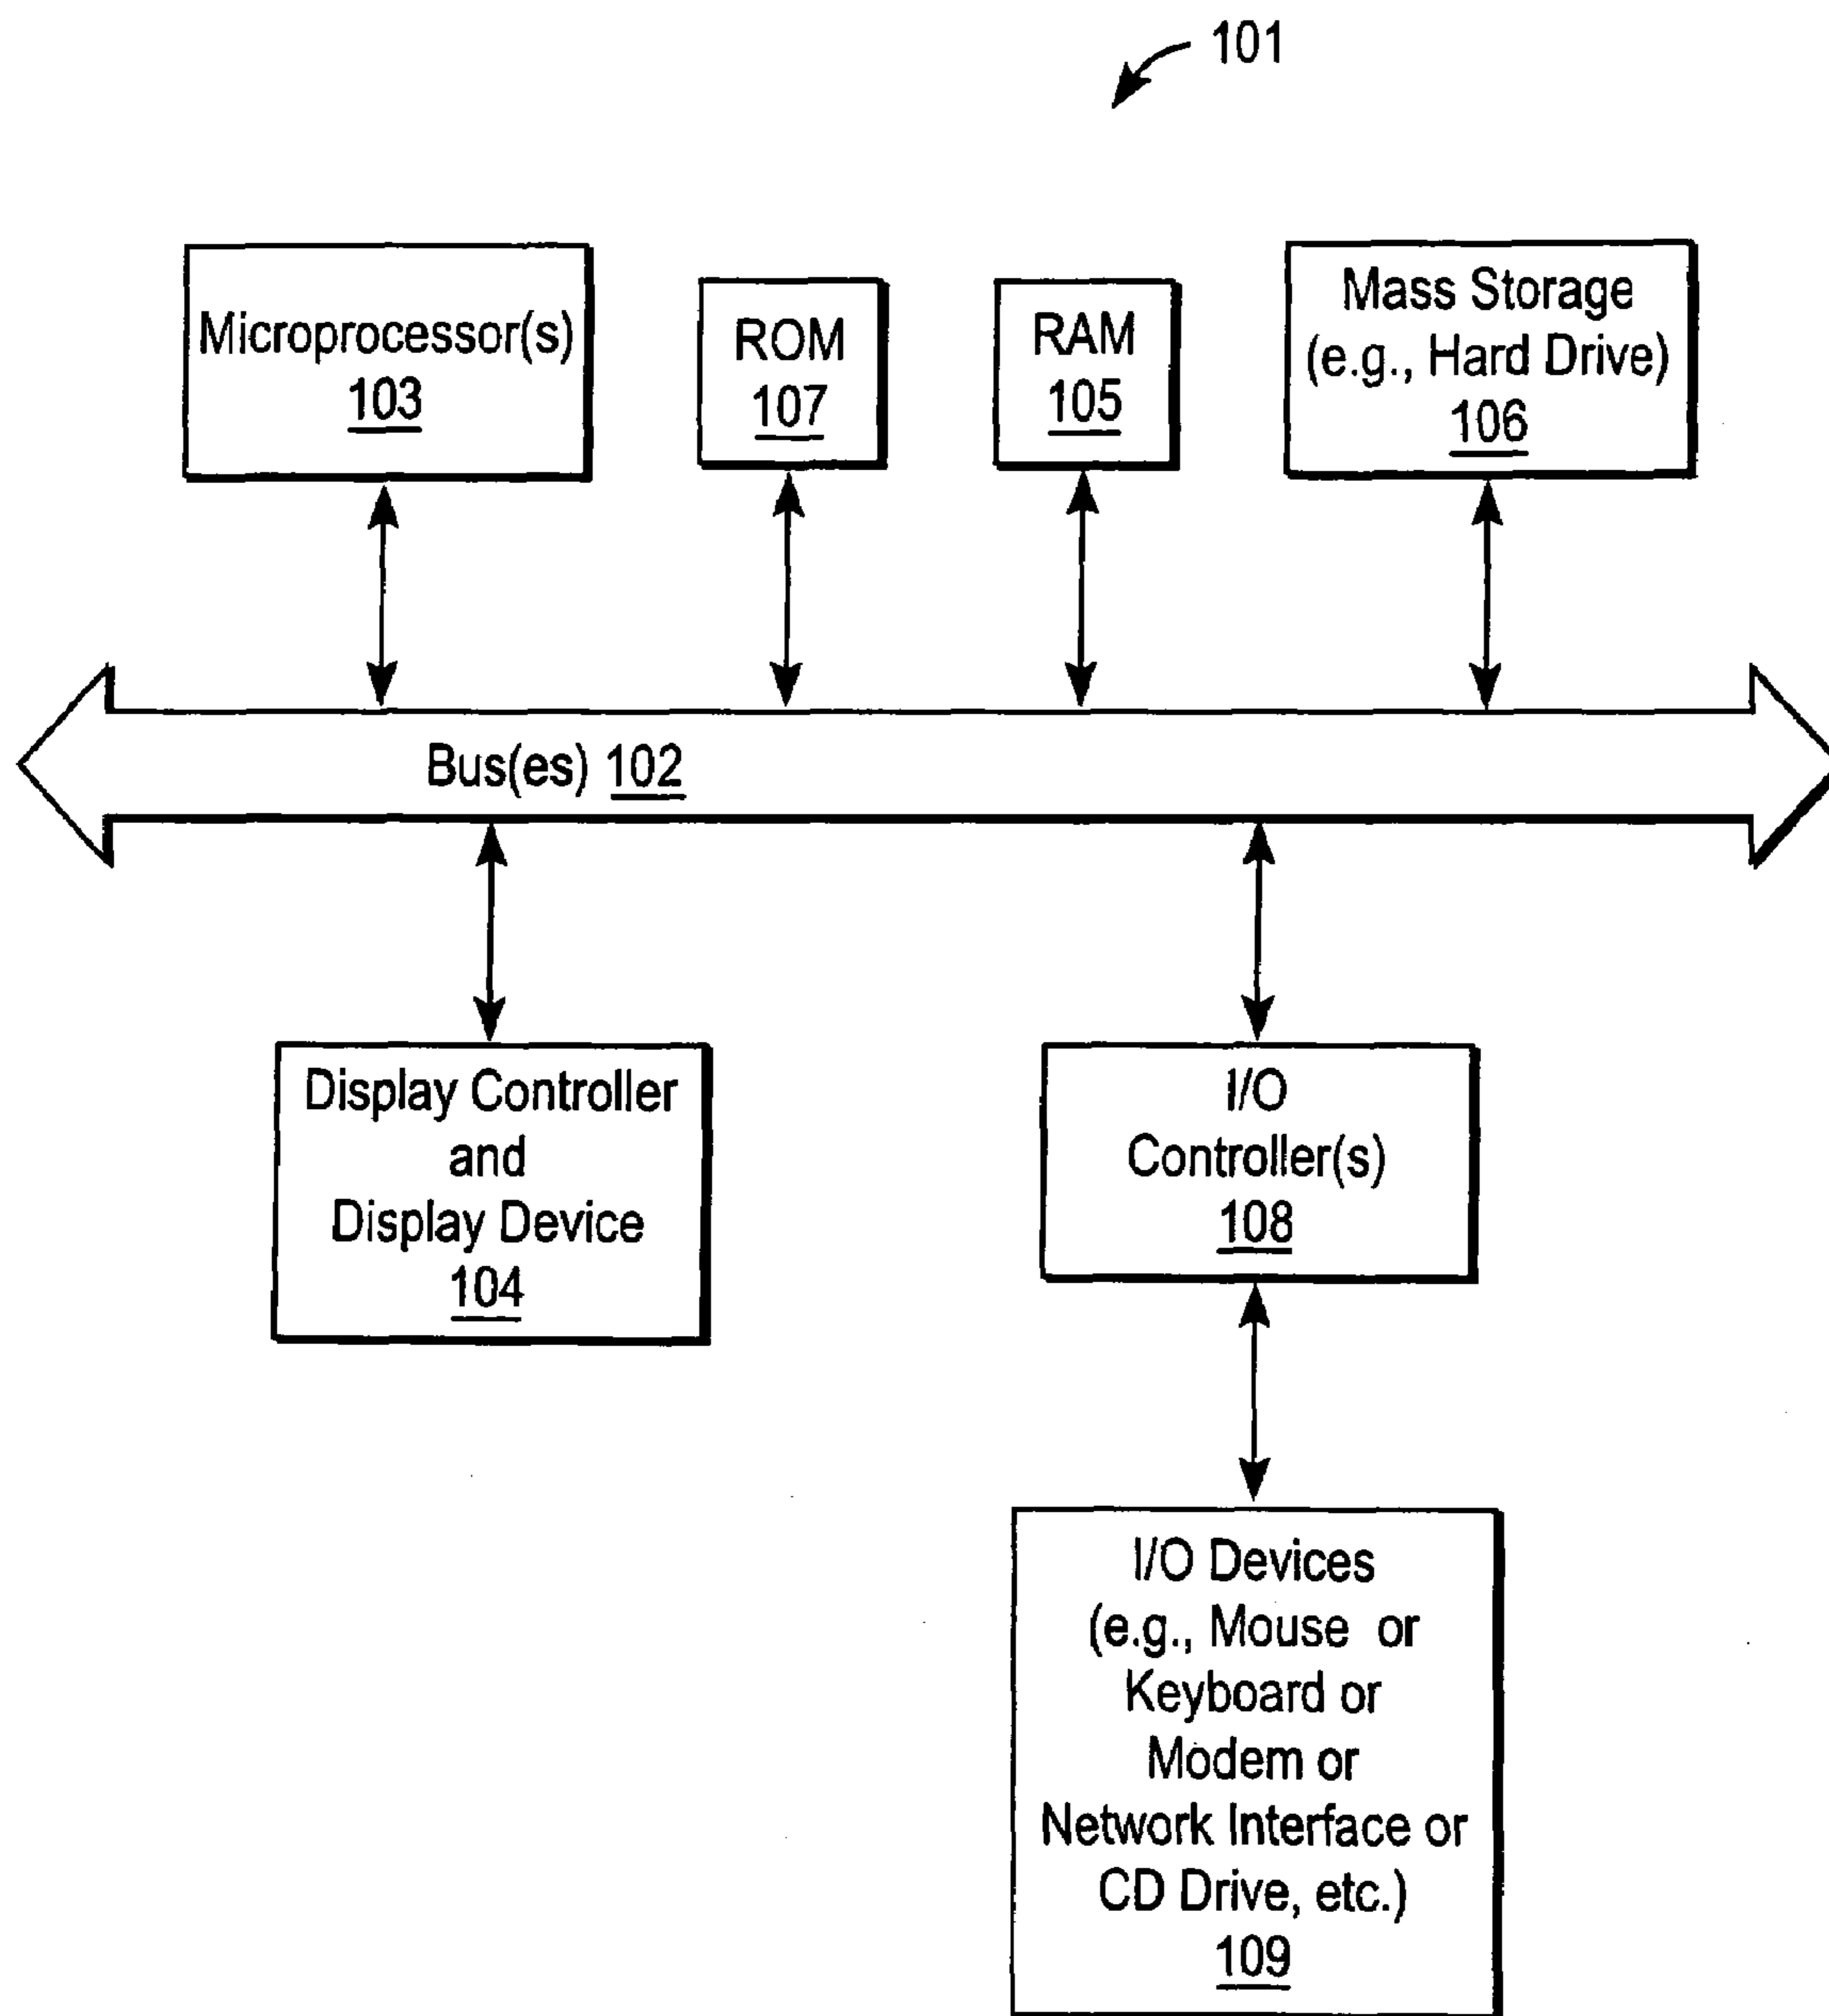 101
Microprocessor(s)
103
ROM
107
RAM
105
Mass Storage
(e.g., Hard Drive)
106
Bus(es) 102
Display Controller
and
Display Device
104
I/O
Controller(s)
108
I/O Devices
(e.g., Mouse or
Keyboard or
Modem or
Network Interface or
CD Drive, etc.)
109